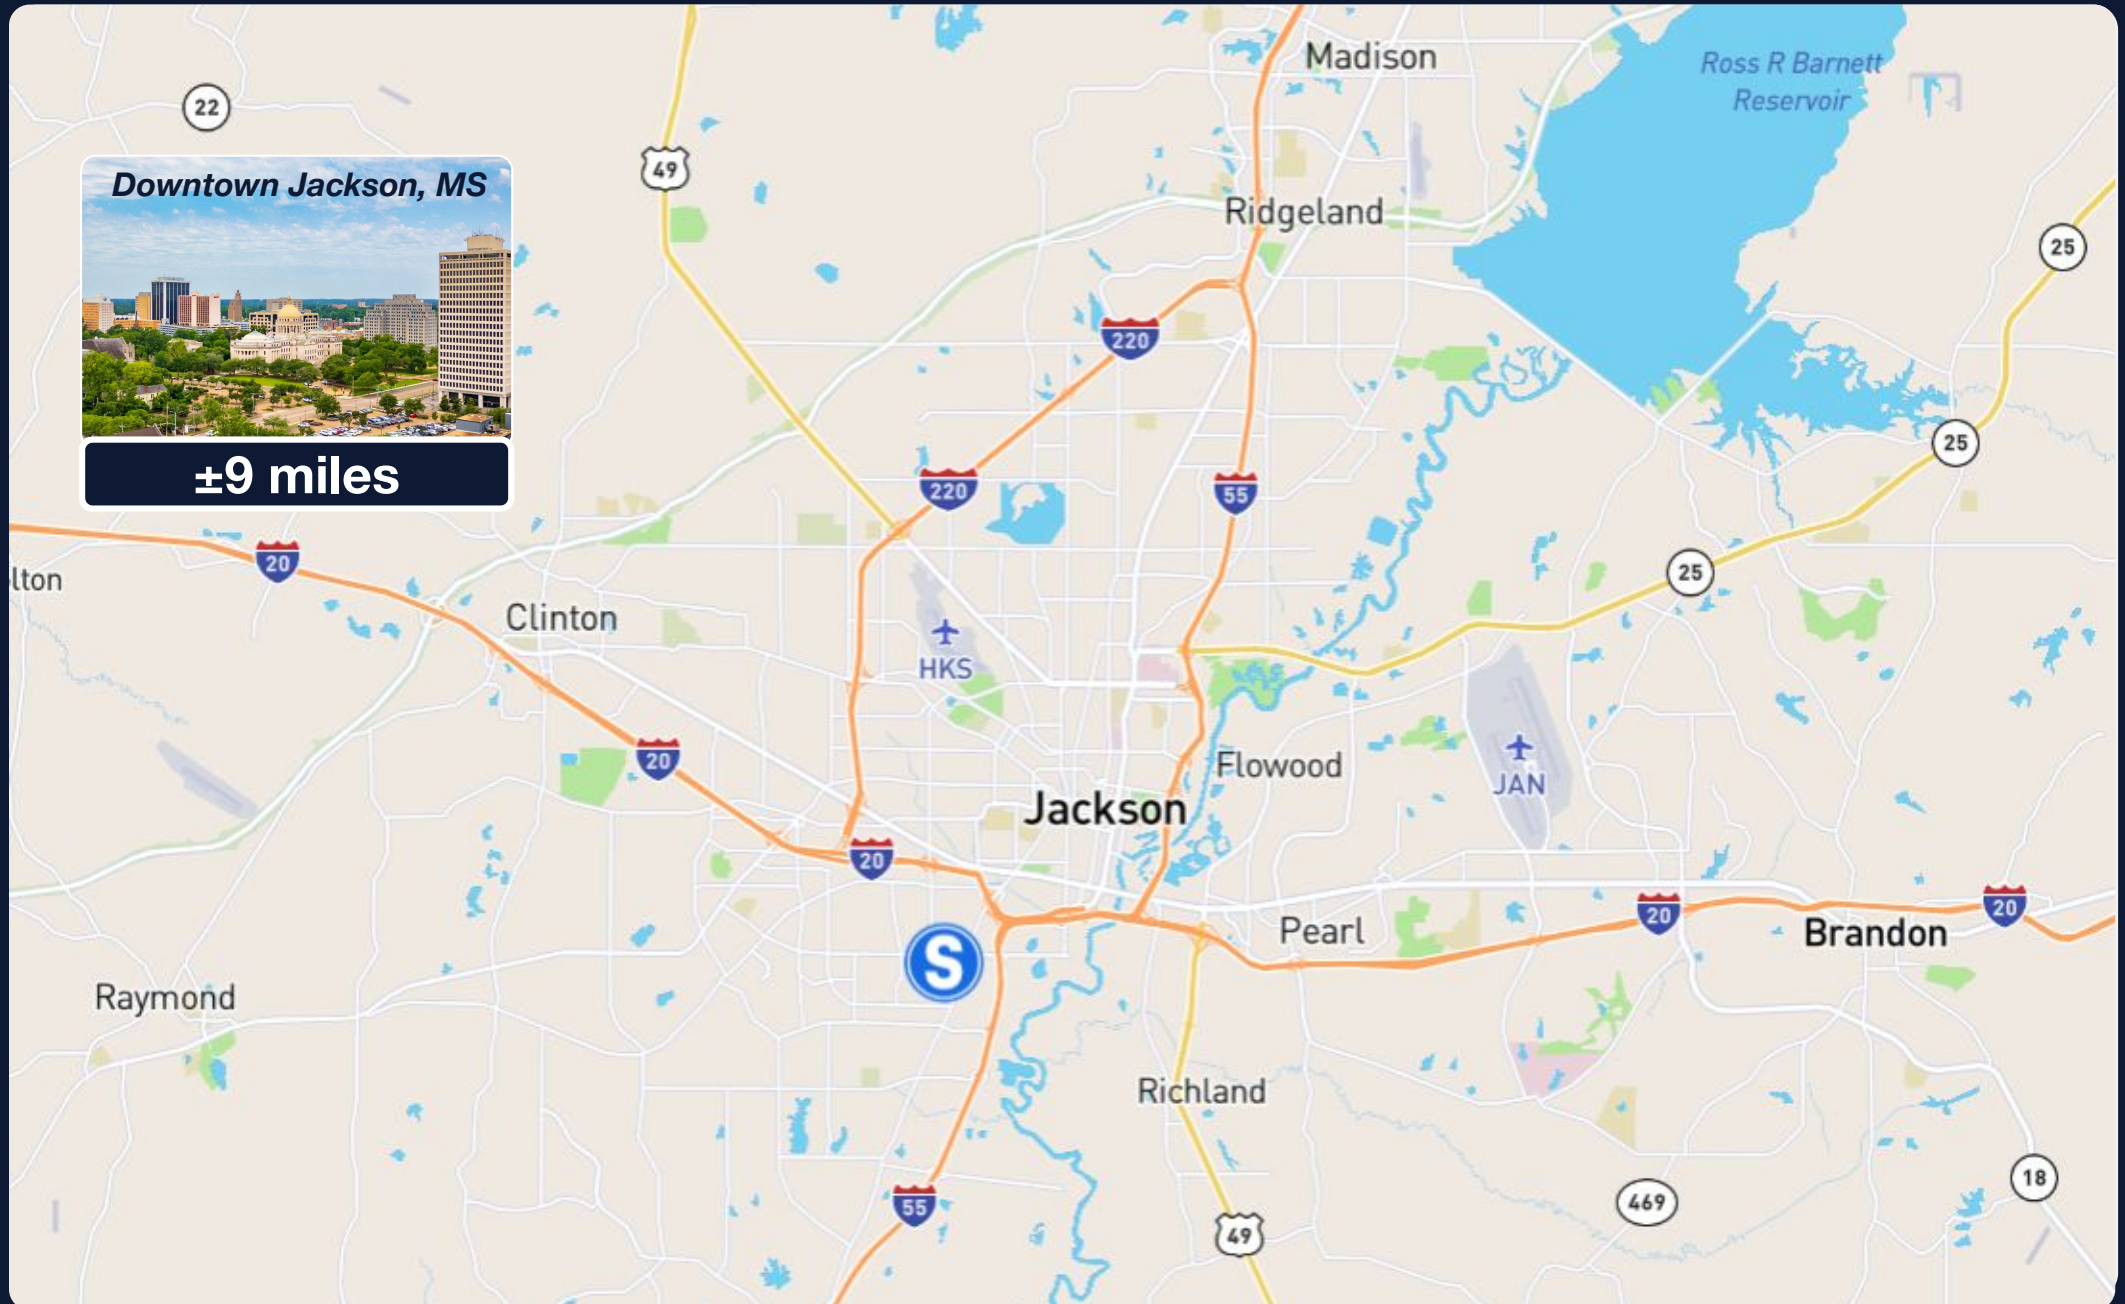 Madison
Ross R Barnett
Reservoir
22
49
Downtown Jackson, MS
Ridgeland
25
220
25
±9 miles
220
55
20
25
lton
Clinton
HKS
20
Flowood
JAN
Jackson
20
20
20
Pearl
Brandon
S
Raymond
Richland
18
469
55
49